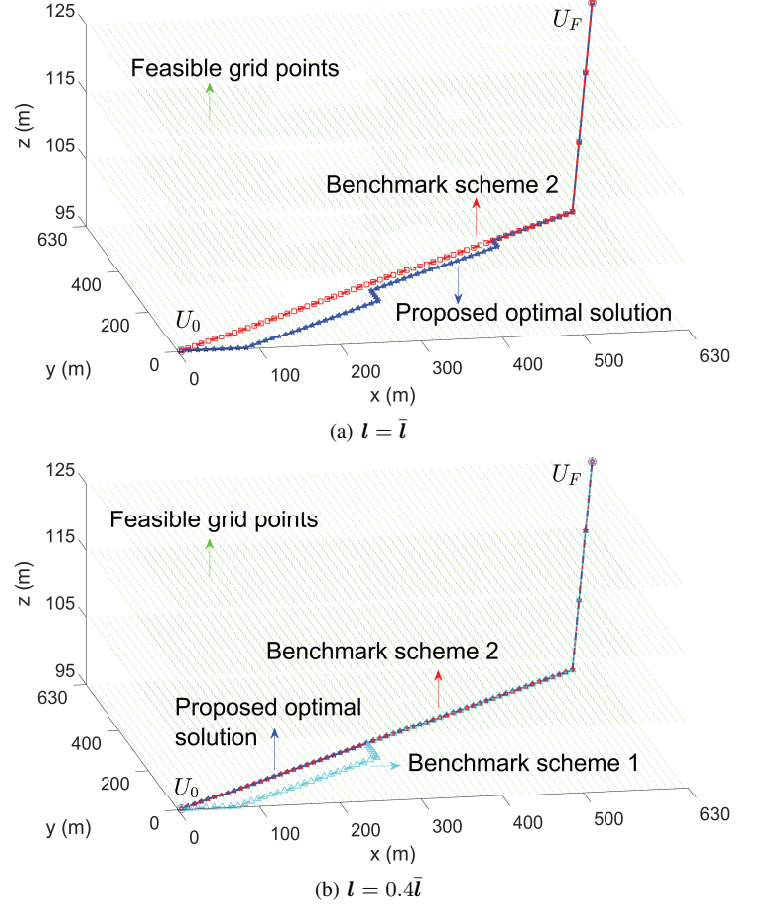 125
U_F
Feasible grid points
115
z (m)
105
Benchmark scheme 2
95
630
400
Proposed optimal solution
200
U_0
0
y (m)
0
100
200
300
400
500
630
x (m)
(a) l = l̄
125
U_F
Feasible grid points
115
z (m)
105
Benchmark scheme 2
95
630
Proposed optimal
solution
400
Benchmark scheme 1
200
U_0
0
y (m)
0
100
200
300
400
500
630
x (m)
(b) l = 0.4l̄